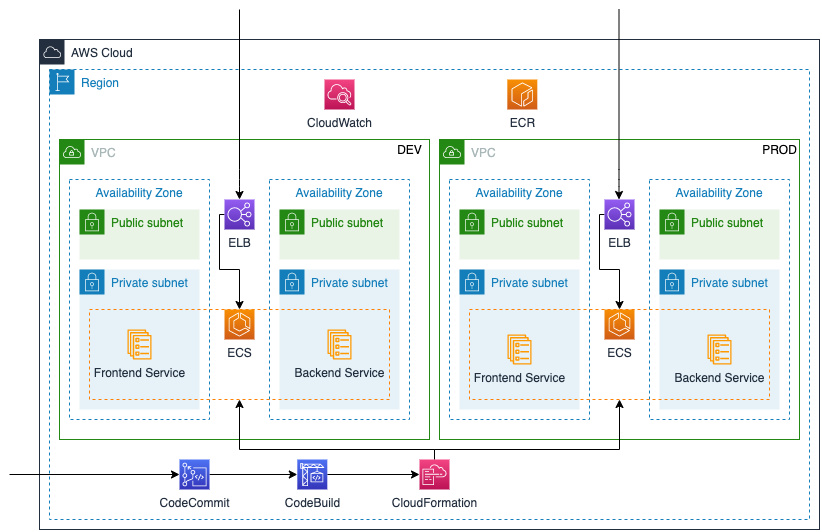 AWS Cloud
Region
CloudWatch
ECR
VPC
DEV
VPC
PROD
Availability Zone
Availability Zone
Availability Zone
Availability Zone
Public subnet
ELB
Public subnet
Public subnet
ELB
Public subnet
Private subnet
Private subnet
Private subnet
Private subnet
Frontend Service
ECS
Backend Service
Frontend Service
ECS
Backend Service
CodeCommit
CodeBuild
CloudFormation